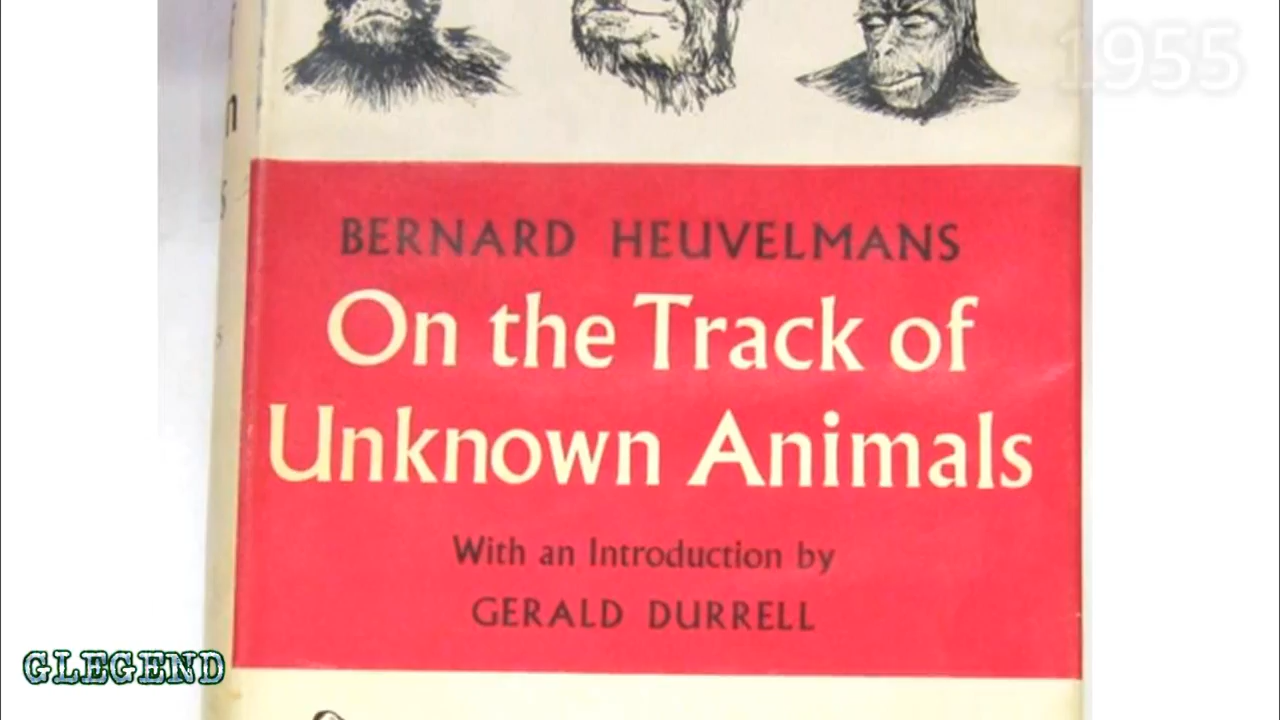 1955
BERNARD HEUVELMANS
On the Track of
Unknown Animals
With an Introduction by
GERALD DURRELL
GLEGEND